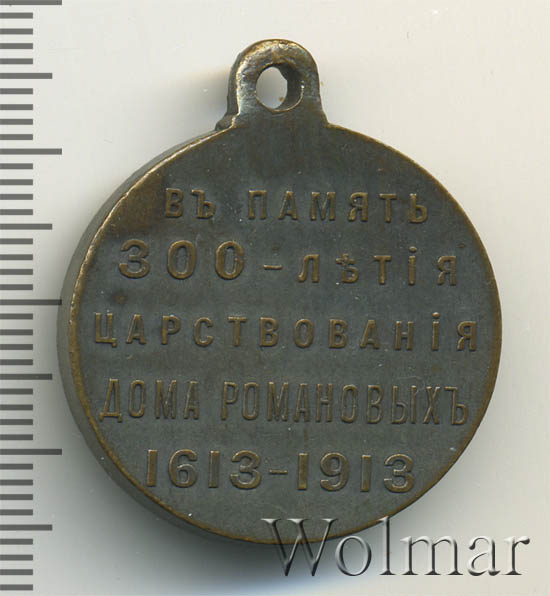 ВЪ ПАМЯТЬ
300-ЛѢТІЯ
ЦАРСТВОВАНІЯ
ДОМА РОМАНОВЫХЪ
1613-1913
Wolmar